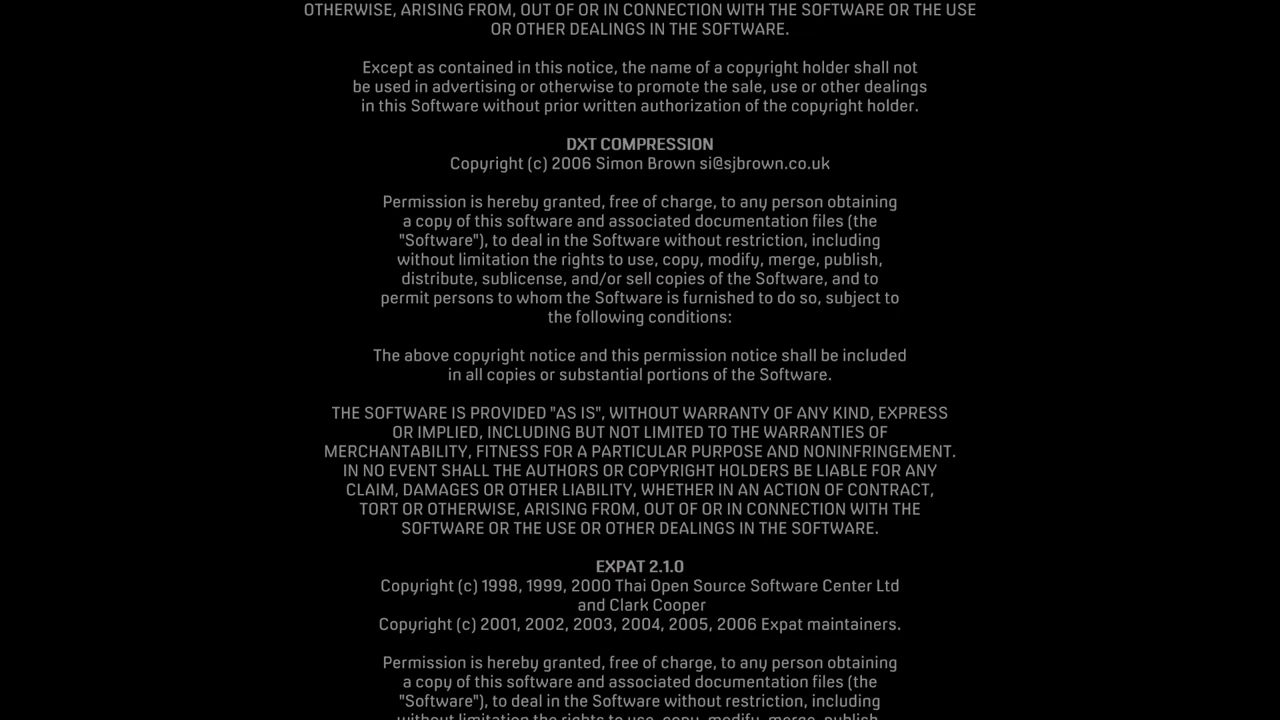 OTHERWISE, ARISING FROM, OUT OF OR IN CONNECTION WITH THE SOFTWARE OR THE USE
OR OTHER DEALINGS IN THE SOFTWARE.
Except as contained in this notice, the name of a copyright holder shall not
be used in advertising or otherwise to promote the sale, use or other dealings
in this Software without prior written authorization of the copyright holder.
DXT COMPRESSION
Copyright (c) 2006 Simon Brown si@sjbrown.co.uk
Permission is hereby granted, free of charge, to any person obtaining
a copy of this software and associated documentation files (the
"Software"), to deal in the Software without restriction, including
without limitation the rights to use, copy, modify, merge, publish,
distribute, sublicense, and/or sell copies of the Software, and to
permit persons to whom the Software is furnished to do so, subject to
the following conditions:
The above copyright notice and this permission notice shall be included
in all copies or substantial portions of the Software.
THE SOFTWARE IS PROVIDED "AS IS", WITHOUT WARRANTY OF ANY KIND, EXPRESS
OR IMPLIED, INCLUDING BUT NOT LIMITED TO THE WARRANTIES OF
MERCHANTABILITY, FITNESS FOR A PARTICULAR PURPOSE AND NONINFRINGEMENT.
IN NO EVENT SHALL THE AUTHORS OR COPYRIGHT HOLDERS BE LIABLE FOR ANY
CLAIM, DAMAGES OR OTHER LIABILITY, WHETHER IN AN ACTION OF CONTRACT,
TORT OR OTHERWISE, ARISING FROM, OUT OF OR IN CONNECTION WITH THE
SOFTWARE OR THE USE OR OTHER DEALINGS IN THE SOFTWARE.
EXPAT 2.1.0
Copyright (c) 1998, 1999, 2000 Thai Open Source Software Center Ltd
and Clark Cooper
Copyright (c) 2001, 2002, 2003, 2004, 2005, 2006 Expat maintainers.
Permission is hereby granted, free of charge, to any person obtaining
a copy of this software and associated documentation files (the
"Software"), to deal in the Software without restriction, including
without limitation the rights to use, copy, modify, merge, publish,